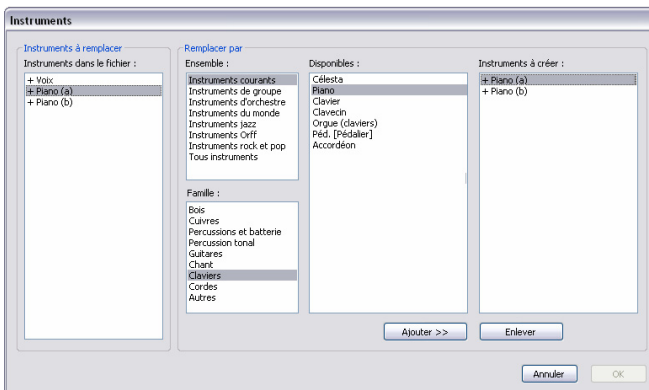 Instruments
Instruments à remplacer
Instruments dans le fichier :
+ Voix
+ Piano (a)
+ Piano (b)
Remplacer par
Ensemble :
Instruments courants
Instruments de groupe
Instruments d'orchestre
Instruments du monde
Instruments jazz
Instruments Orff
Instruments rock et pop
Tous instruments
Famille :
Bois
Cuivres
Percussions et batterie
Percussion tonal
Guitares
Chant
Claviers
Cordes
Autres
Disponibles :
Célesta
Piano
Clavier
Clavecin
Orgue (claviers)
Péd. [Pédalier]
Accordéon
Instruments à créer :
+ Piano (a)
+ Piano (b)
Ajouter >>
Enlever
Annuler
OK